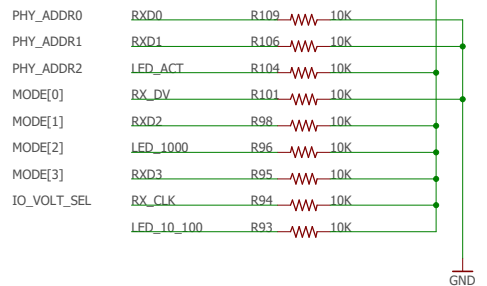 PHY_ADDR0 RXD0 R109 10K
PHY_ADDR1 RXD1 R106 10K
PHY_ADDR2 LED_ACT R104 10K
MODE[0] RX_DV R101 10K
MODE[1] RXD2 R98 10K
MODE[2] LED_1000 R96 10K
MODE[3] RXD3 R95 10K
IO_VOLT_SEL RX_CLK R94 10K
LED_10_100 R93 10K
GND